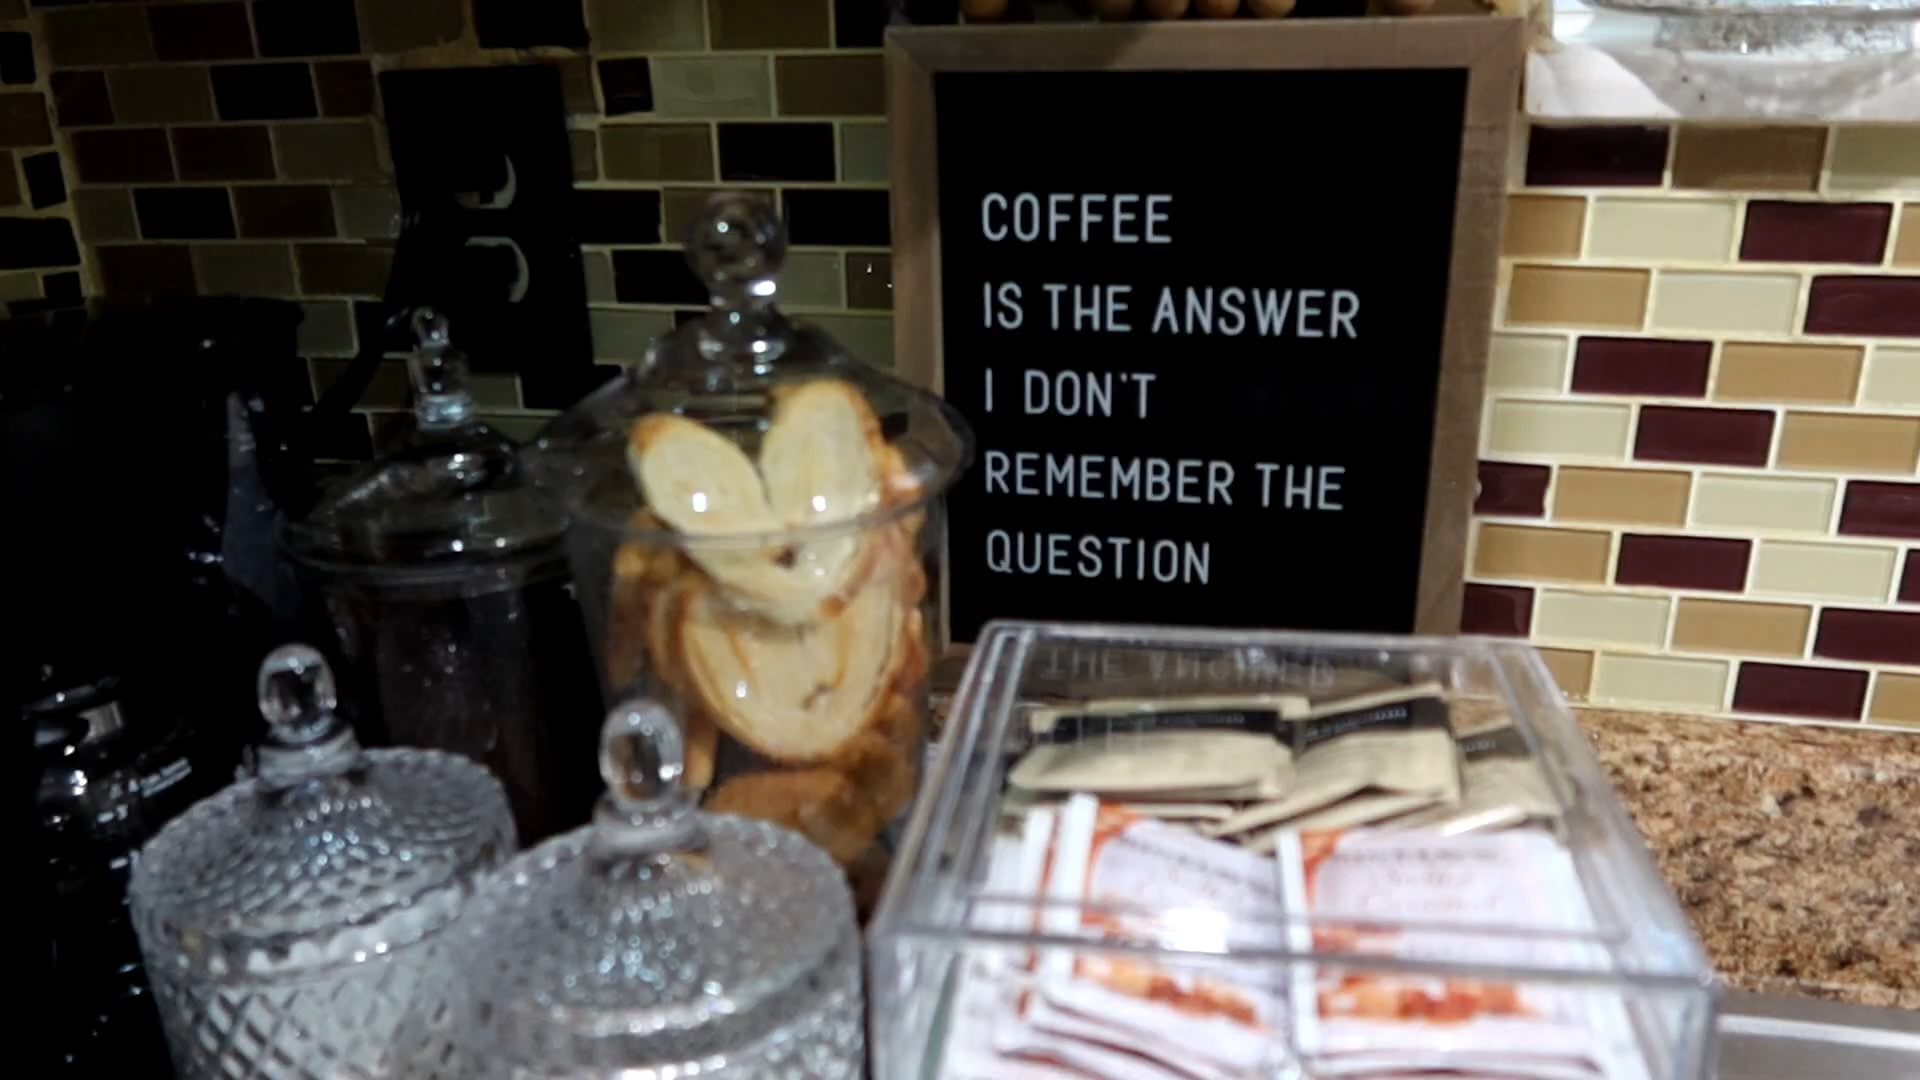 COFFEE
IS THE ANSWER
I DON'T
REMEMBER THE
QUESTION